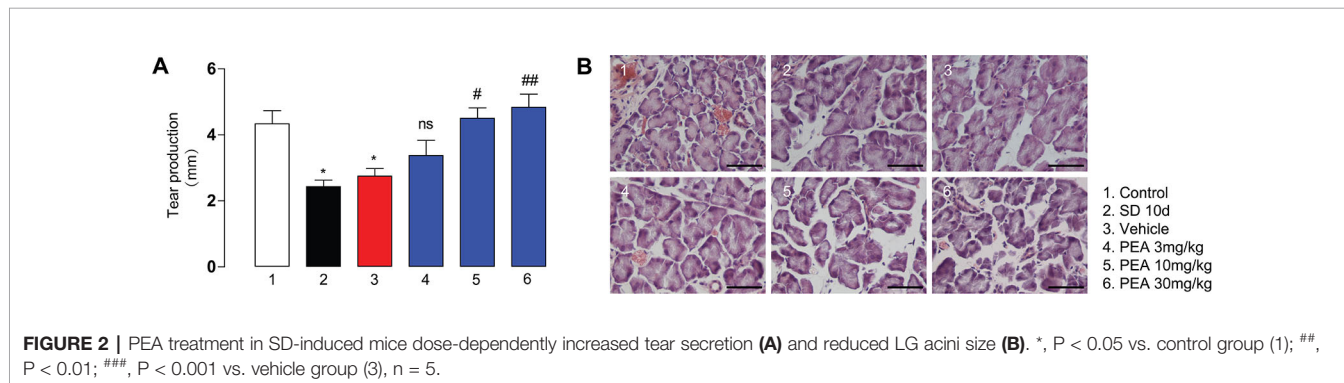 A
6
4
2
0
Tear production
(mm)
*
*
ns
#
##
1 2 3 4 5 6
B
1 2 3
4 5 6
1. Control
2. SD 10d
3. Vehicle
4. PEA 3mg/kg
5. PEA 10mg/kg
6. PEA 30mg/kg
FIGURE 2 | PEA treatment in SD-induced mice dose-dependently increased tear secretion (A) and reduced LG acini size (B). *, P < 0.05 vs. control group (1); ##,
P < 0.01; ###, P < 0.001 vs. vehicle group (3), n = 5.